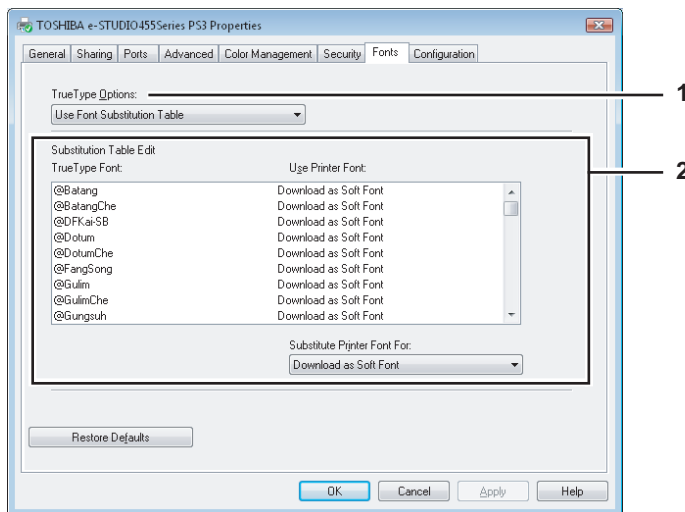 TOSHIBA e-STUDIO455Series PS3 Properties
General Sharing Ports Advanced Color Management Security Fonts Configuration
TrueType Options:
1
Use Font Substitution Table
Substitution Table Edit
TrueType Font: Use Printer Font:
2
@Batang Download as Soft Font
@BatangChe Download as Soft Font
@DFKai-SB Download as Soft Font
@Dotum Download as Soft Font
@DotumChe Download as Soft Font
@FangSong Download as Soft Font
@Gulim Download as Soft Font
@GulimChe Download as Soft Font
@Gungsuh Download as Soft Font
Substitute Printer Font For:
Download as Soft Font
Restore Defaults
OK Cancel Apply Help